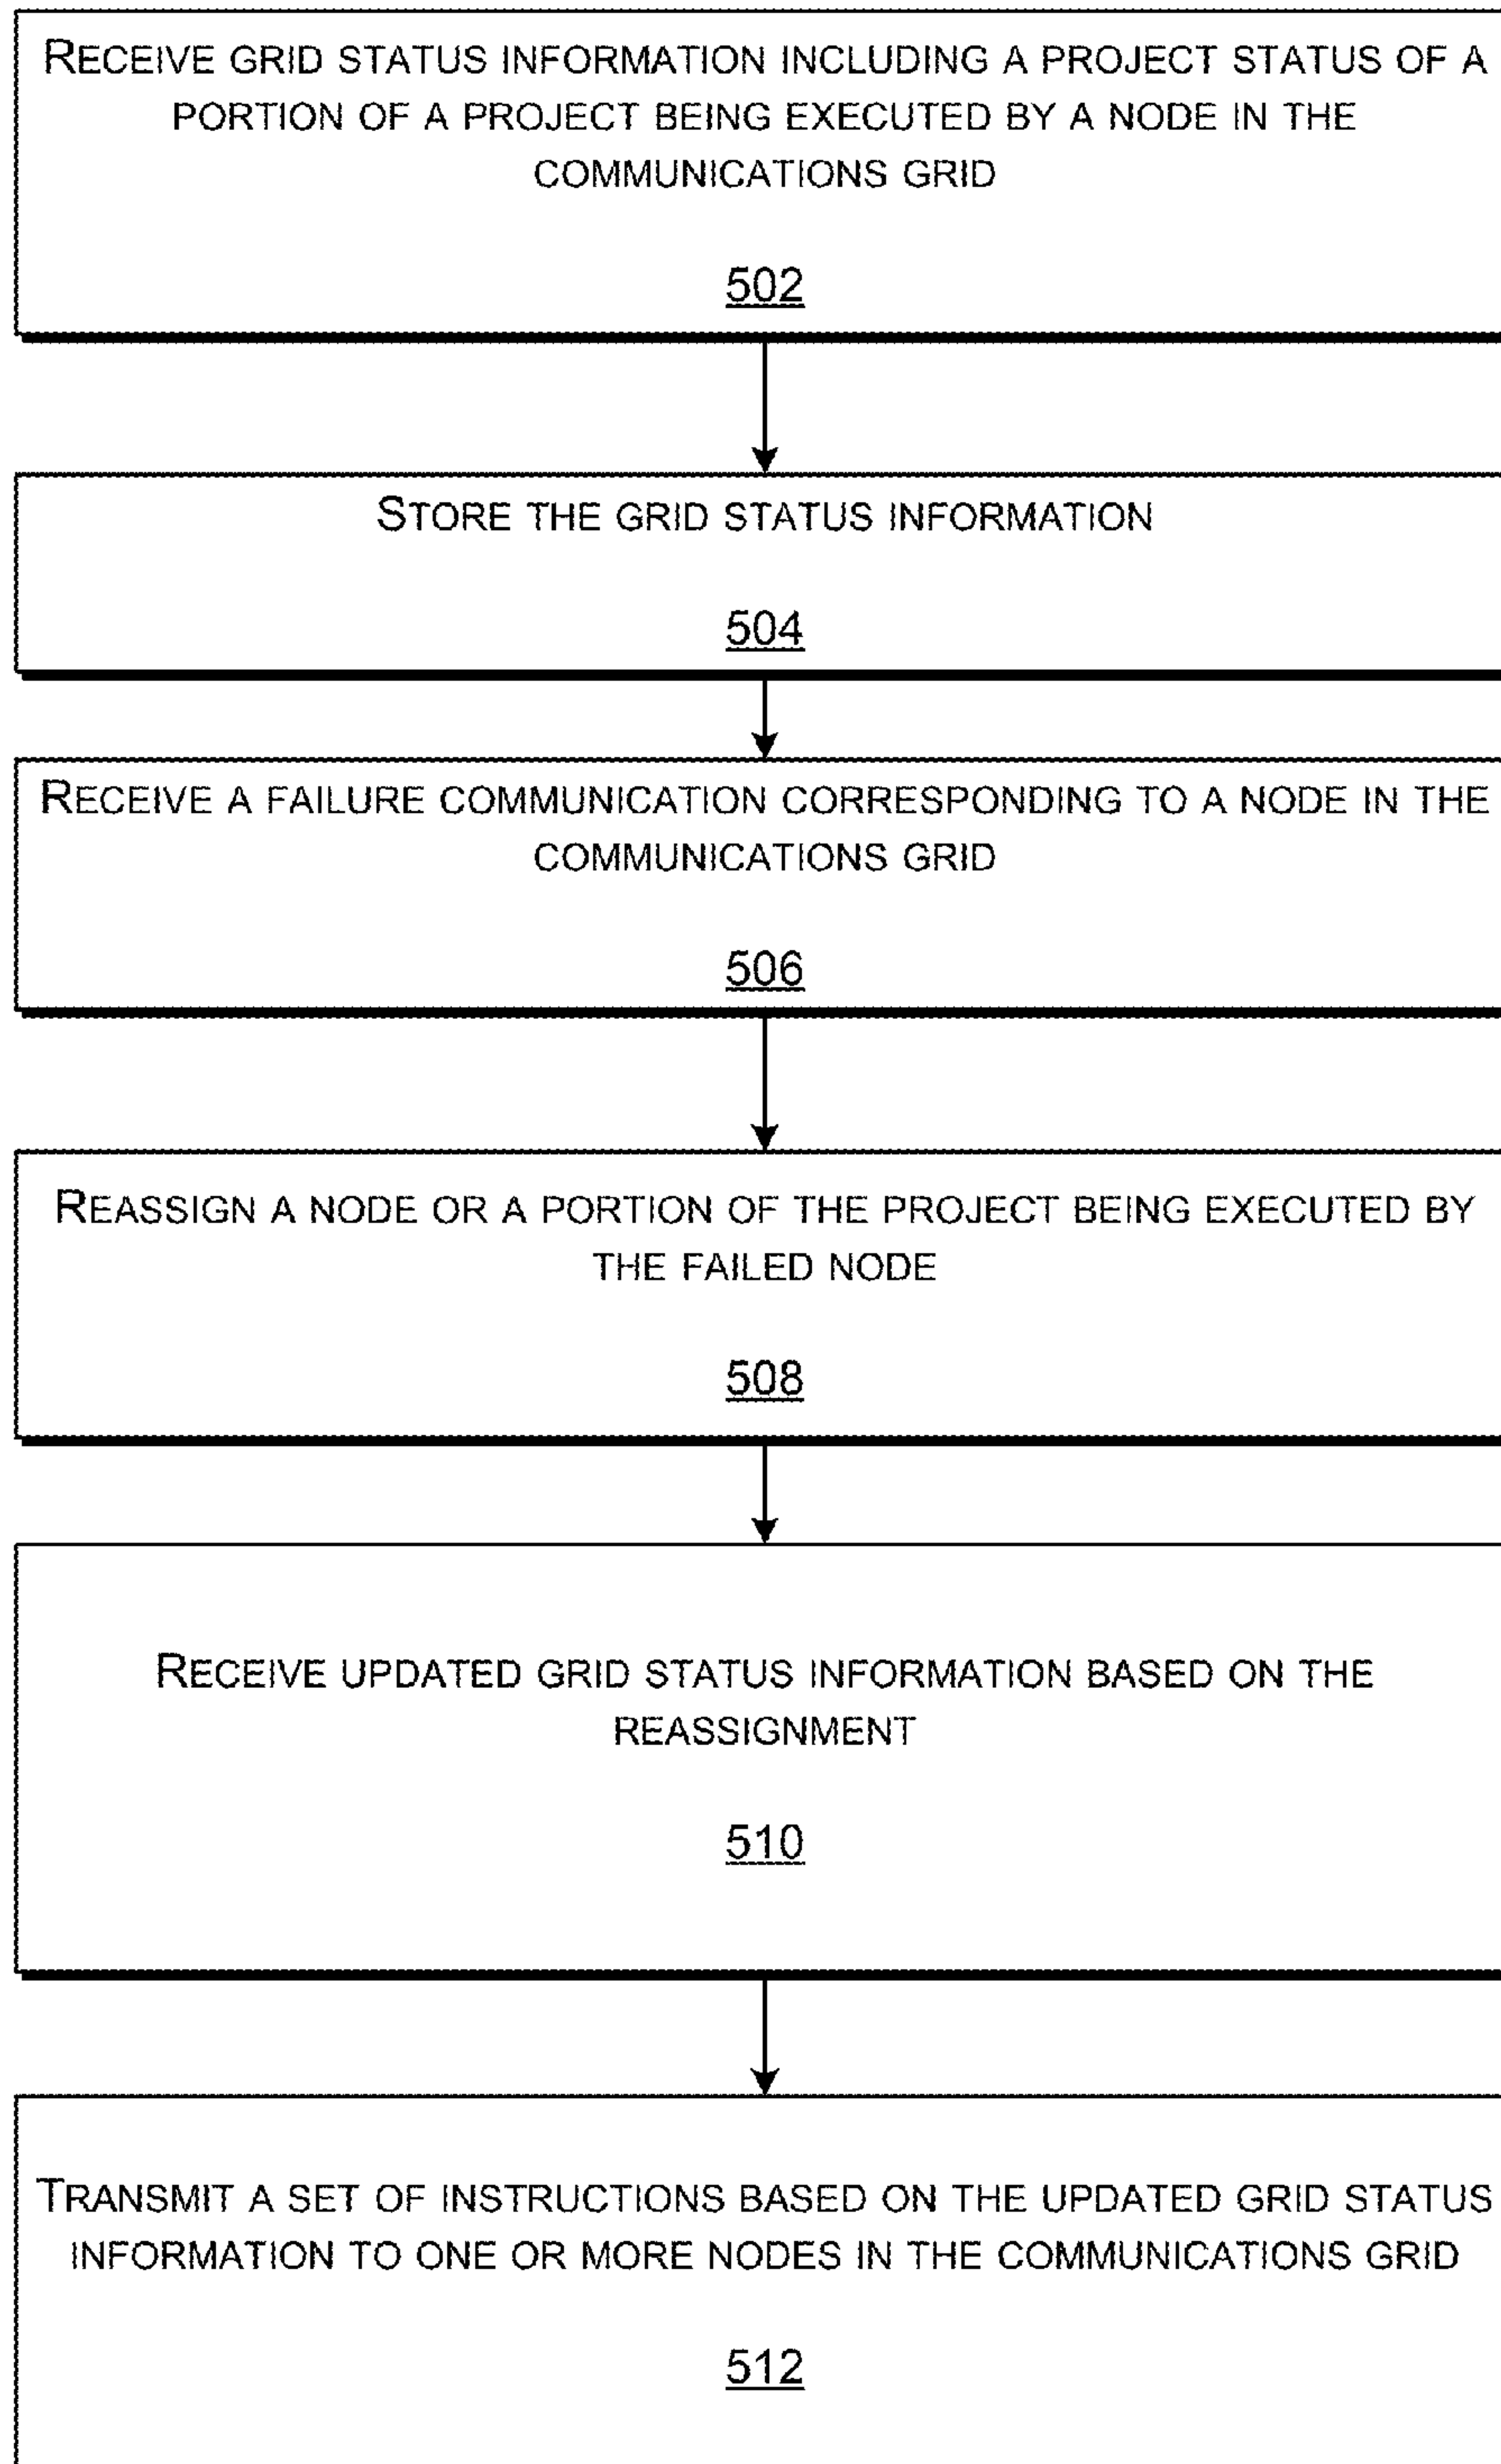 RECEIVE GRID STATUS INFORMATION INCLUDING A PROJECT STATUS OF A
PORTION OF A PROJECT BEING EXECUTED BY A NODE IN THE
COMMUNICATIONS GRID
502
STORE THE GRID STATUS INFORMATION
504
RECEIVE A FAILURE COMMUNICATION CORRESPONDING TO A NODE IN THE
COMMUNICATIONS GRID
506
REASSIGN A NODE OR A PORTION OF THE PROJECT BEING EXECUTED BY
THE FAILED NODE
508
RECEIVE UPDATED GRID STATUS INFORMATION BASED ON THE
REASSIGNMENT
510
TRANSMIT A SET OF INSTRUCTIONS BASED ON THE UPDATED GRID STATUS
INFORMATION TO ONE OR MORE NODES IN THE COMMUNICATIONS GRID
512